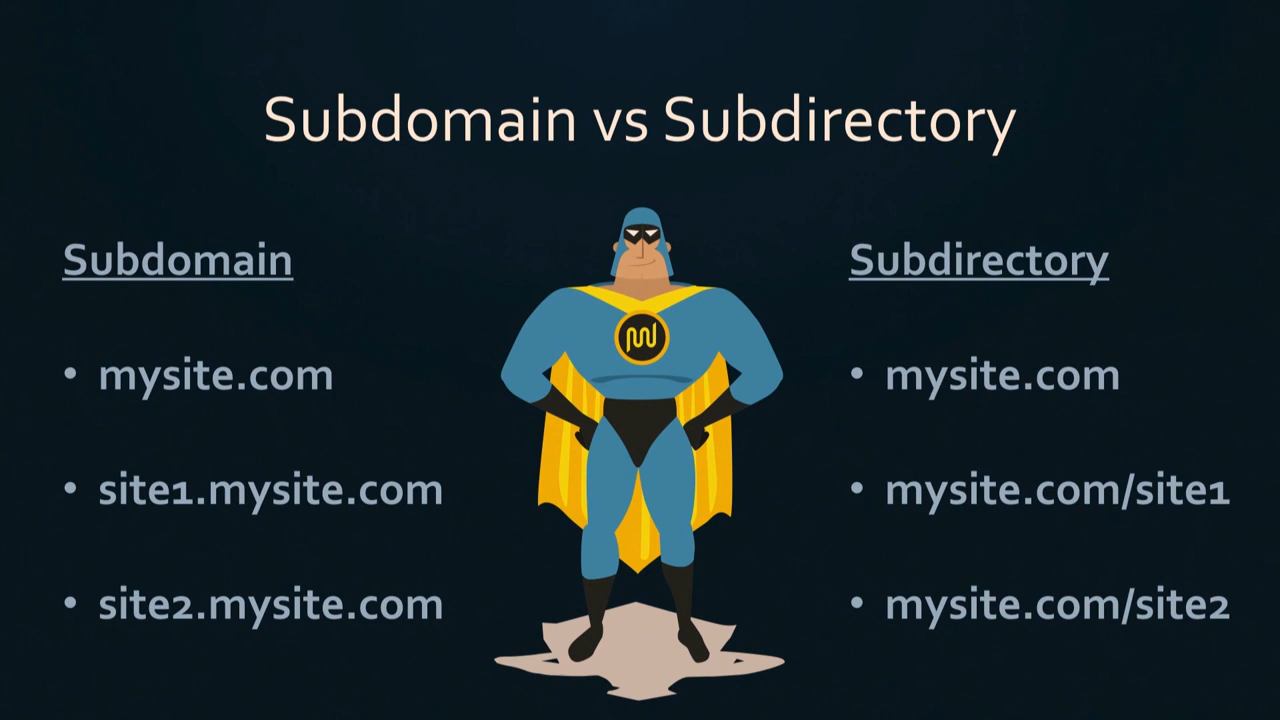 Subdomain vs Subdirectory
Subdomain
• mysite.com
• site1.mysite.com
• site2.mysite.com
Subdirectory
• mysite.com
• mysite.com/site1
• mysite.com/site2